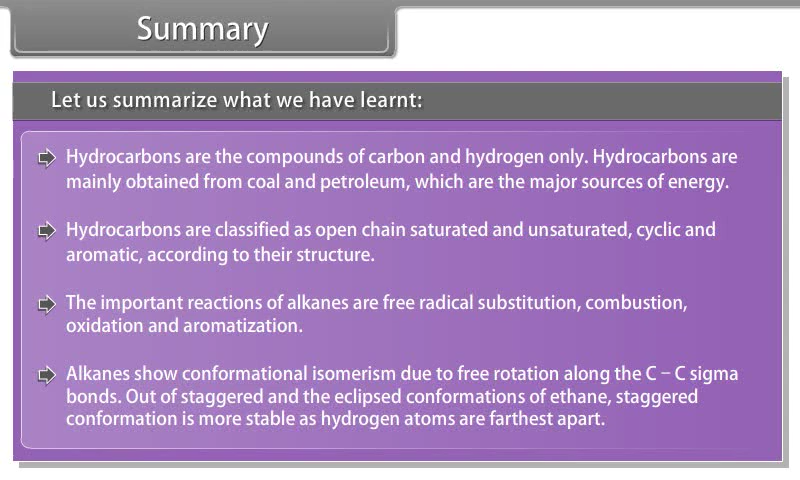 Summary
Let us summarize what we have learnt:
Hydrocarbons are the compounds of carbon and hydrogen only. Hydrocarbons are
mainly obtained from coal and petroleum, which are the major sources of energy.
Hydrocarbons are classified as open chain saturated and unsaturated, cyclic and
aromatic, according to their structure.
The important reactions of alkanes are free radical substitution, combustion,
oxidation and aromatization.
Alkanes show conformational isomerism due to free rotation along the C – C sigma
bonds. Out of staggered and the eclipsed conformations of ethane, staggered
conformation is more stable as hydrogen atoms are farthest apart.